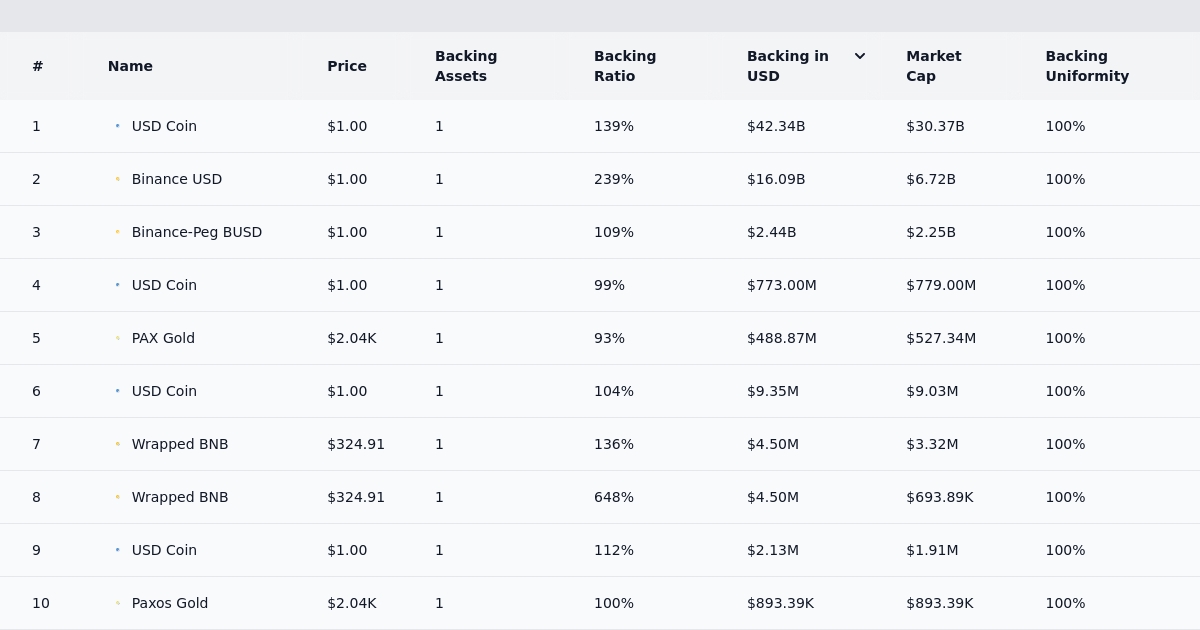 # Name Price Backing Assets Backing Ratio Backing in USD Market Cap Backing Uniformity
1 USD Coin $1.00 1 139% $42.34B $30.37B 100%
2 Binance USD $1.00 1 239% $16.09B $6.72B 100%
3 Binance-Peg BUSD $1.00 1 109% $2.44B $2.25B 100%
4 USD Coin $1.00 1 99% $773.00M $779.00M 100%
5 PAX Gold $2.04K 1 93% $488.87M $527.34M 100%
6 USD Coin $1.00 1 104% $9.35M $9.03M 100%
7 Wrapped BNB $324.91 1 136% $4.50M $3.32M 100%
8 Wrapped BNB $324.91 1 648% $4.50M $693.89K 100%
9 USD Coin $1.00 1 112% $2.13M $1.91M 100%
10 Paxos Gold $2.04K 1 100% $893.39K $893.39K 100%